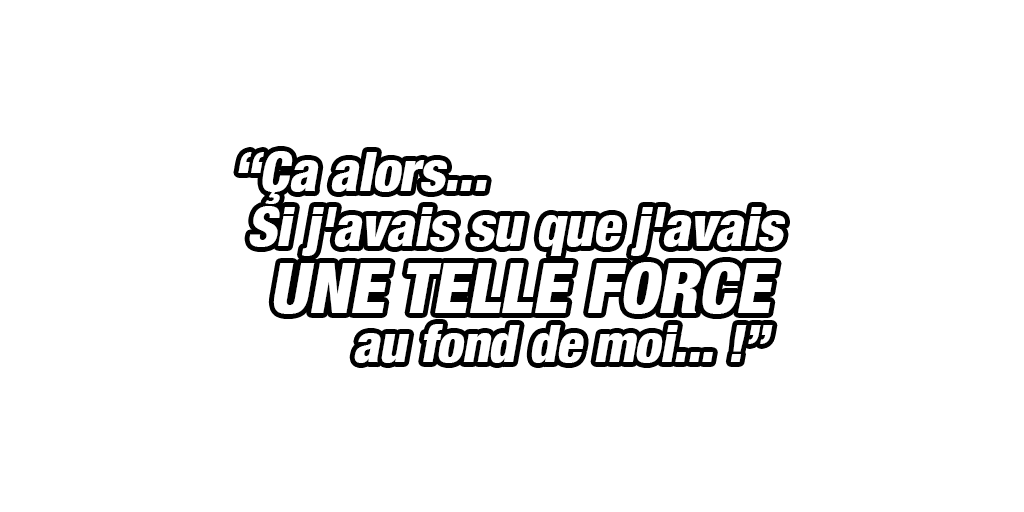 “Ça alors...
Si j'avais su que j'avais
UNE TELLE FORCE
au fond de moi... !”